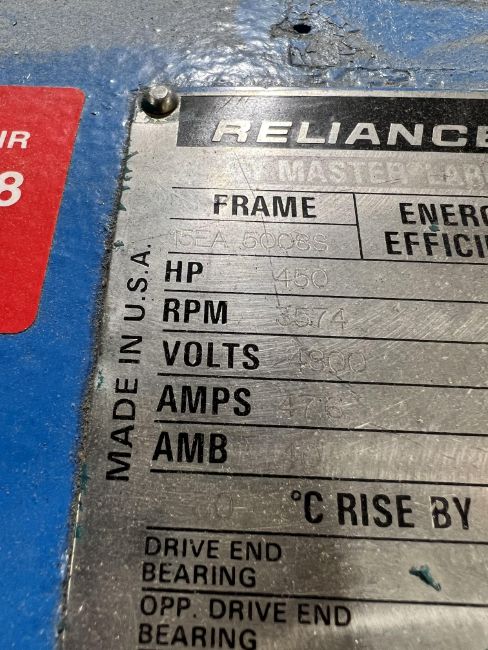 IR
8
RELIANCE
MASTER
FRAME
ENERG
EFFICI
HP 450
RPM 3574
VOLTS
AMPS
AMB
°C RISE BY
DRIVE END
BEARING
OPP. DRIVE END
BEARING
MADE IN U.S.A.